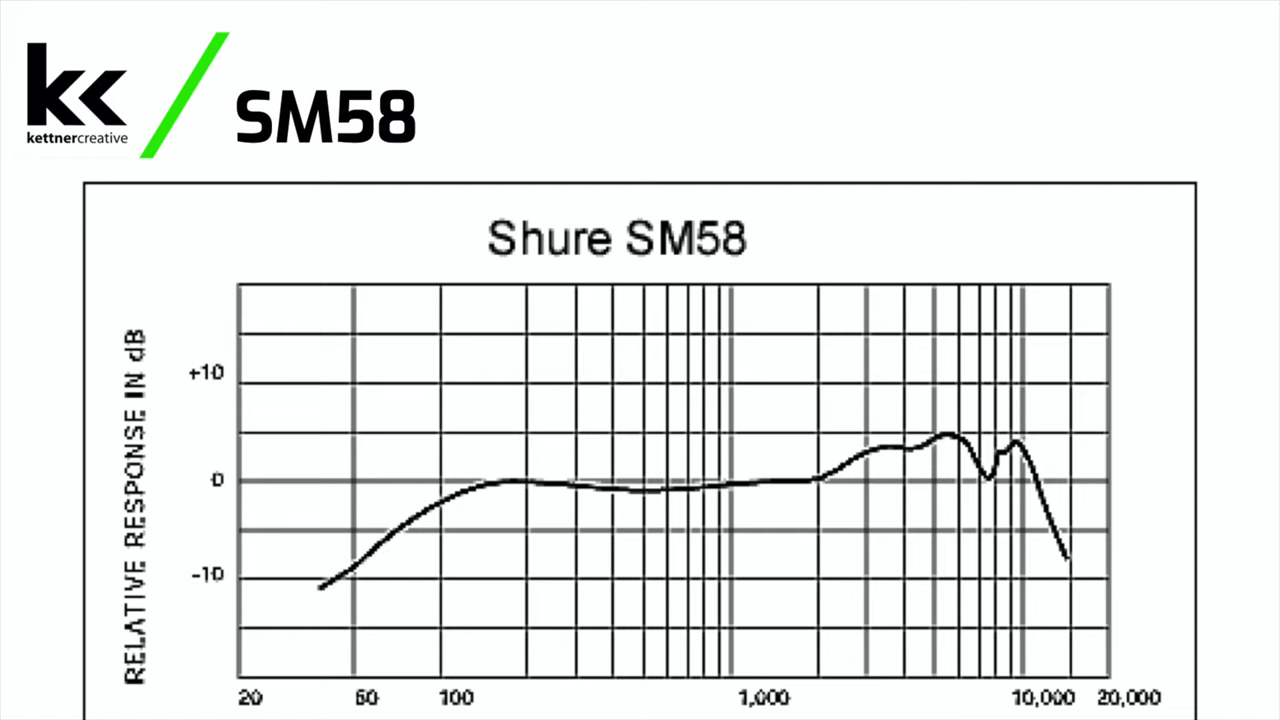 kc
kettnercreative
SM58
Shure SM58
RELATIVE RESPONSE IN dB
+10
0
-10
20 50 100 1,000 10,000 20,000